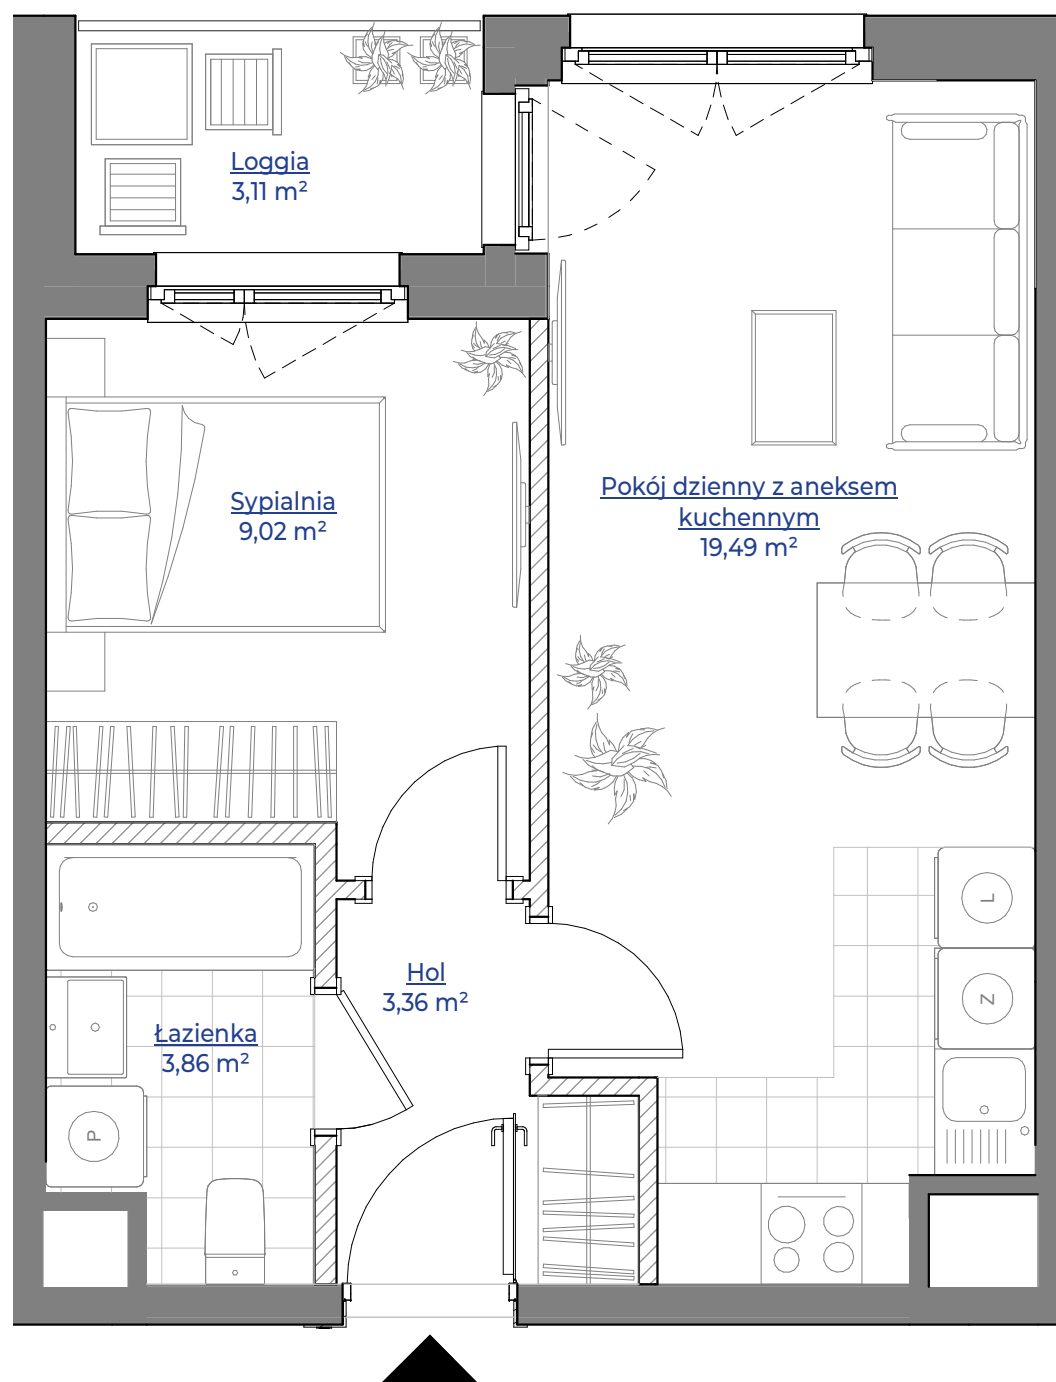 Loggia
3,11 m²
Sypialnia
9,02 m²
Pokój dzienny z aneksem
kuchennym
19,49 m²
L
Hol
3,36 m²
Z
Łazienka
3,86 m²
P